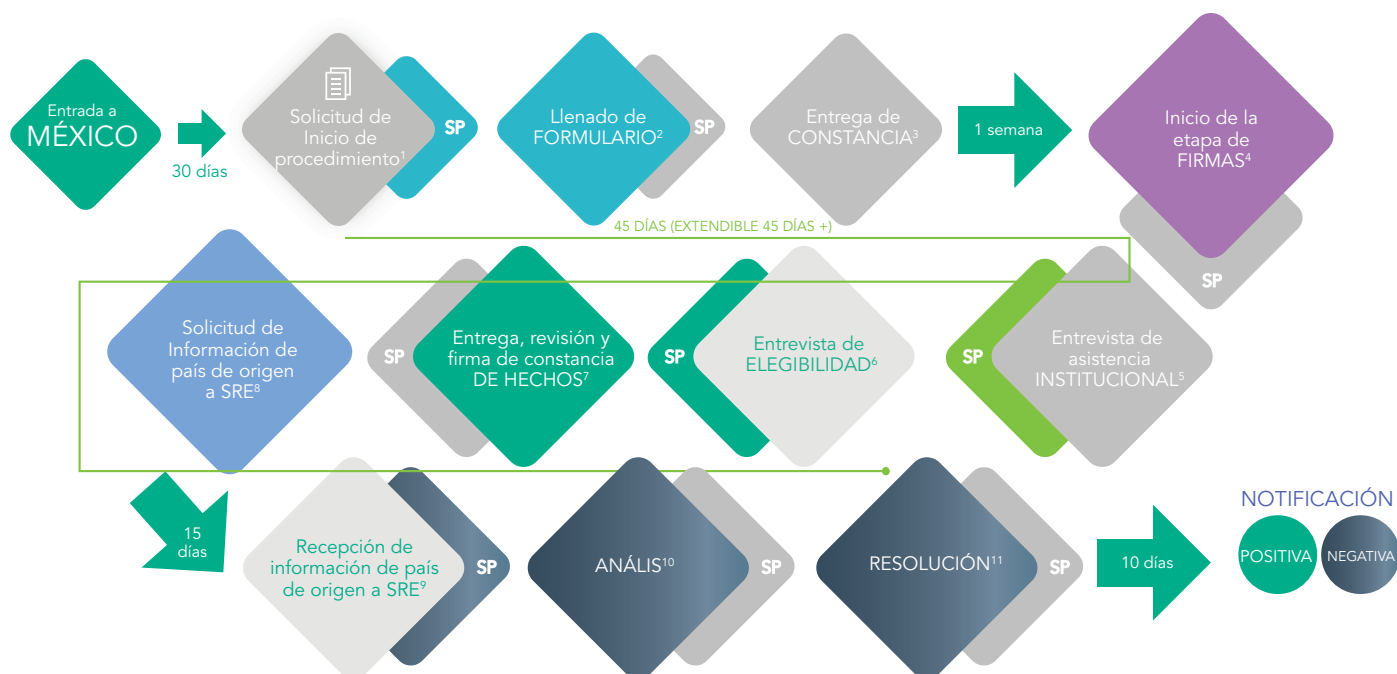 Entrada a
MÉXICO
30 días
Solicitud de
Inicio de
procedimiento¹
SP
Llenado de
FORMULARIO²
SP
Entrega de
CONSTANCIA³
1 semana
Inicio de la
etapa de
FIRMAS⁴
SP
45 DÍAS (EXTENDIBLE 45 DÍAS +)
Solicitud de
Información de
país de origen
a SRE⁸
SP
Entrega, revisión y
firma de constancia
DE HECHOS⁷
SP
Entrevista de
ELEGIBILIDAD⁶
SP
Entrevista de
asistencia
INSTITUCIONAL⁵
15
días
Recepción de
información de país
de origen a SRE⁹
SP
ANÁLIS¹⁰
SP
RESOLUCIÓN¹¹
SP
10 días
NOTIFICACIÓN
POSITIVA
NEGATIVA